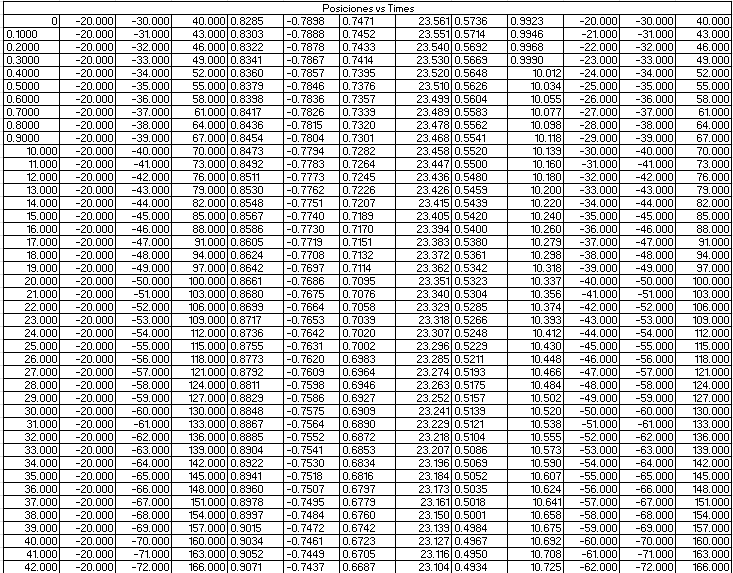 Posiciones vs Times
0 -20.000 -30.000 40.000 0.8285 -0.7898 0.7471 23.561 0.5736 0.9923 -20.000 -30.000 40.000
0.1000 -20.000 -31.000 43.000 0.8303 -0.7888 0.7452 23.551 0.5714 0.9946 -21.000 -31.000 43.000
0.2000 -20.000 -32.000 46.000 0.8322 -0.7878 0.7433 23.540 0.5692 0.9968 -22.000 -32.000 46.000
0.3000 -20.000 -33.000 49.000 0.8341 -0.7867 0.7414 23.530 0.5669 0.9990 -23.000 -33.000 49.000
0.4000 -20.000 -34.000 52.000 0.8360 -0.7857 0.7395 23.520 0.5648 10.012 -24.000 -34.000 52.000
0.5000 -20.000 -35.000 55.000 0.8379 -0.7846 0.7376 23.510 0.5626 10.034 -25.000 -35.000 55.000
0.6000 -20.000 -36.000 58.000 0.8398 -0.7836 0.7357 23.499 0.5604 10.055 -26.000 -36.000 58.000
0.7000 -20.000 -37.000 61.000 0.8417 -0.7826 0.7339 23.489 0.5583 10.077 -27.000 -37.000 61.000
0.8000 -20.000 -38.000 64.000 0.8436 -0.7815 0.7320 23.478 0.5562 10.098 -28.000 -38.000 64.000
0.9000 -20.000 -39.000 67.000 0.8454 -0.7804 0.7301 23.468 0.5541 10.118 -29.000 -39.000 67.000
10.000 -20.000 -40.000 70.000 0.8473 -0.7794 0.7282 23.458 0.5520 10.139 -30.000 -40.000 70.000
11.000 -20.000 -41.000 73.000 0.8492 -0.7783 0.7264 23.447 0.5500 10.160 -31.000 -41.000 73.000
12.000 -20.000 -42.000 76.000 0.8511 -0.7773 0.7245 23.436 0.5480 10.180 -32.000 -42.000 76.000
13.000 -20.000 -43.000 79.000 0.8530 -0.7762 0.7226 23.426 0.5459 10.200 -33.000 -43.000 79.000
14.000 -20.000 -44.000 82.000 0.8548 -0.7751 0.7207 23.415 0.5439 10.220 -34.000 -44.000 82.000
15.000 -20.000 -45.000 85.000 0.8567 -0.7740 0.7189 23.405 0.5420 10.240 -35.000 -45.000 85.000
16.000 -20.000 -46.000 88.000 0.8586 -0.7730 0.7170 23.394 0.5400 10.260 -36.000 -46.000 88.000
17.000 -20.000 -47.000 91.000 0.8605 -0.7719 0.7151 23.383 0.5380 10.279 -37.000 -47.000 91.000
18.000 -20.000 -48.000 94.000 0.8624 -0.7708 0.7132 23.372 0.5361 10.298 -38.000 -48.000 94.000
19.000 -20.000 -49.000 97.000 0.8642 -0.7697 0.7114 23.362 0.5342 10.318 -39.000 -49.000 97.000
20.000 -20.000 -50.000 100.000 0.8661 -0.7686 0.7095 23.351 0.5323 10.337 -40.000 -50.000 100.000
21.000 -20.000 -51.000 103.000 0.8680 -0.7675 0.7076 23.340 0.5304 10.356 -41.000 -51.000 103.000
22.000 -20.000 -52.000 106.000 0.8699 -0.7664 0.7058 23.329 0.5285 10.374 -42.000 -52.000 106.000
23.000 -20.000 -53.000 109.000 0.8717 -0.7653 0.7039 23.318 0.5266 10.393 -43.000 -53.000 109.000
24.000 -20.000 -54.000 112.000 0.8736 -0.7642 0.7020 23.307 0.5248 10.412 -44.000 -54.000 112.000
25.000 -20.000 -55.000 115.000 0.8755 -0.7631 0.7002 23.296 0.5229 10.430 -45.000 -55.000 115.000
26.000 -20.000 -56.000 118.000 0.8773 -0.7620 0.6983 23.285 0.5211 10.448 -46.000 -56.000 118.000
27.000 -20.000 -57.000 121.000 0.8792 -0.7609 0.6964 23.274 0.5193 10.466 -47.000 -57.000 121.000
28.000 -20.000 -58.000 124.000 0.8811 -0.7598 0.6946 23.263 0.5175 10.484 -48.000 -58.000 124.000
29.000 -20.000 -59.000 127.000 0.8829 -0.7586 0.6927 23.252 0.5157 10.502 -49.000 -59.000 127.000
30.000 -20.000 -60.000 130.000 0.8848 -0.7575 0.6909 23.241 0.5139 10.520 -50.000 -60.000 130.000
31.000 -20.000 -61.000 133.000 0.8867 -0.7564 0.6890 23.229 0.5121 10.538 -51.000 -61.000 133.000
32.000 -20.000 -62.000 136.000 0.8885 -0.7552 0.6872 23.218 0.5104 10.555 -52.000 -62.000 136.000
33.000 -20.000 -63.000 139.000 0.8904 -0.7541 0.6853 23.207 0.5086 10.573 -53.000 -63.000 139.000
34.000 -20.000 -64.000 142.000 0.8922 -0.7530 0.6834 23.196 0.5069 10.590 -54.000 -64.000 142.000
35.000 -20.000 -65.000 145.000 0.8941 -0.7518 0.6816 23.184 0.5052 10.607 -55.000 -65.000 145.000
36.000 -20.000 -66.000 148.000 0.8960 -0.7507 0.6797 23.173 0.5035 10.624 -56.000 -66.000 148.000
37.000 -20.000 -67.000 151.000 0.8978 -0.7495 0.6779 23.161 0.5018 10.641 -57.000 -67.000 151.000
38.000 -20.000 -68.000 154.000 0.8997 -0.7484 0.6760 23.150 0.5001 10.658 -58.000 -68.000 154.000
39.000 -20.000 -69.000 157.000 0.9015 -0.7472 0.6742 23.139 0.4984 10.675 -59.000 -69.000 157.000
40.000 -20.000 -70.000 160.000 0.9034 -0.7461 0.6723 23.127 0.4967 10.692 -60.000 -70.000 160.000
41.000 -20.000 -71.000 163.000 0.9052 -0.7449 0.6705 23.116 0.4950 10.708 -61.000 -71.000 163.000
42.000 -20.000 -72.000 166.000 0.9071 -0.7437 0.6687 23.104 0.4934 10.725 -62.000 -72.000 166.000